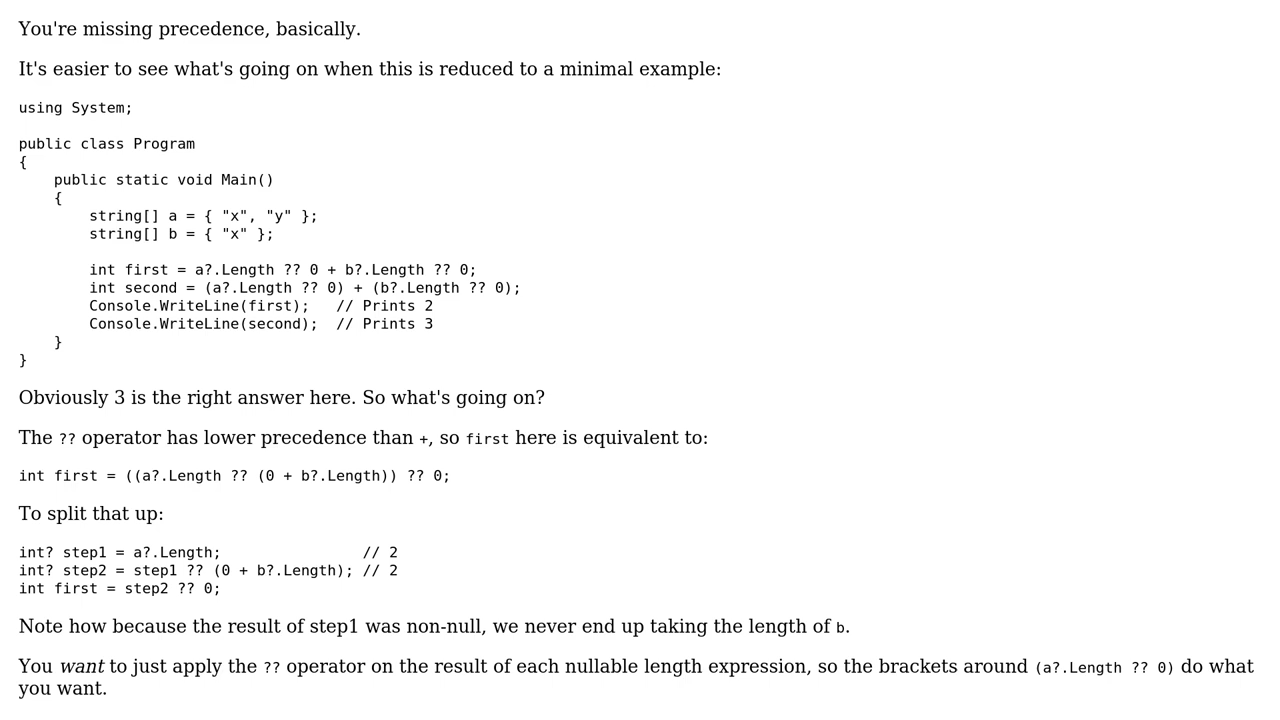 You're missing precedence, basically.
It's easier to see what's going on when this is reduced to a minimal example:
using System;
public class Program
{
    public static void Main()
    {
        string[] a = { "x", "y" };
        string[] b = { "x" };
        int first = a?.Length ?? 0 + b?.Length ?? 0;
        int second = (a?.Length ?? 0) + (b?.Length ?? 0);
        Console.WriteLine(first);   // Prints 2
        Console.WriteLine(second);  // Prints 3
    }
}
Obviously 3 is the right answer here. So what's going on?
The ?? operator has lower precedence than +, so first here is equivalent to:
int first = ((a?.Length ?? (0 + b?.Length)) ?? 0;
To split that up:
int? step1 = a?.Length;                // 2
int? step2 = step1 ?? (0 + b?.Length); // 2
int first = step2 ?? 0;
Note how because the result of step1 was non-null, we never end up taking the length of b.
You want to just apply the ?? operator on the result of each nullable length expression, so the brackets around (a?.Length ?? 0) do what
you want.